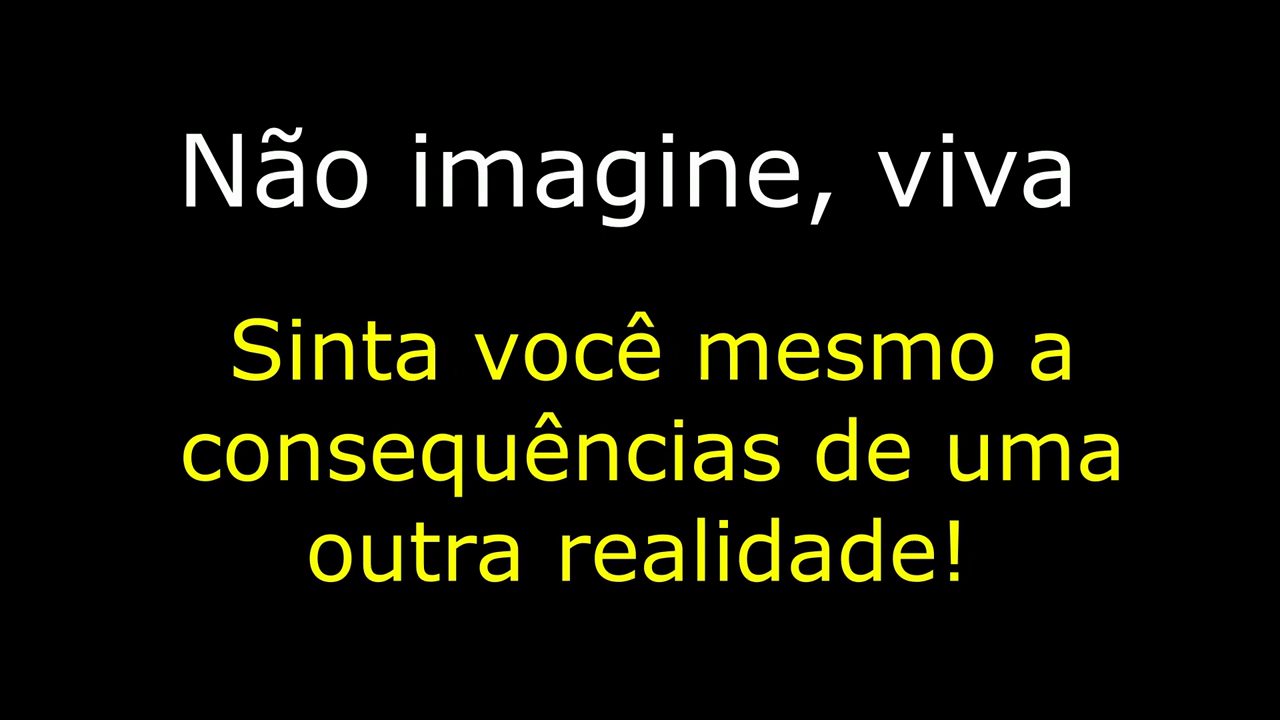 Não imagine, viva
Sinta você mesmo a
consequências de uma
outra realidade!